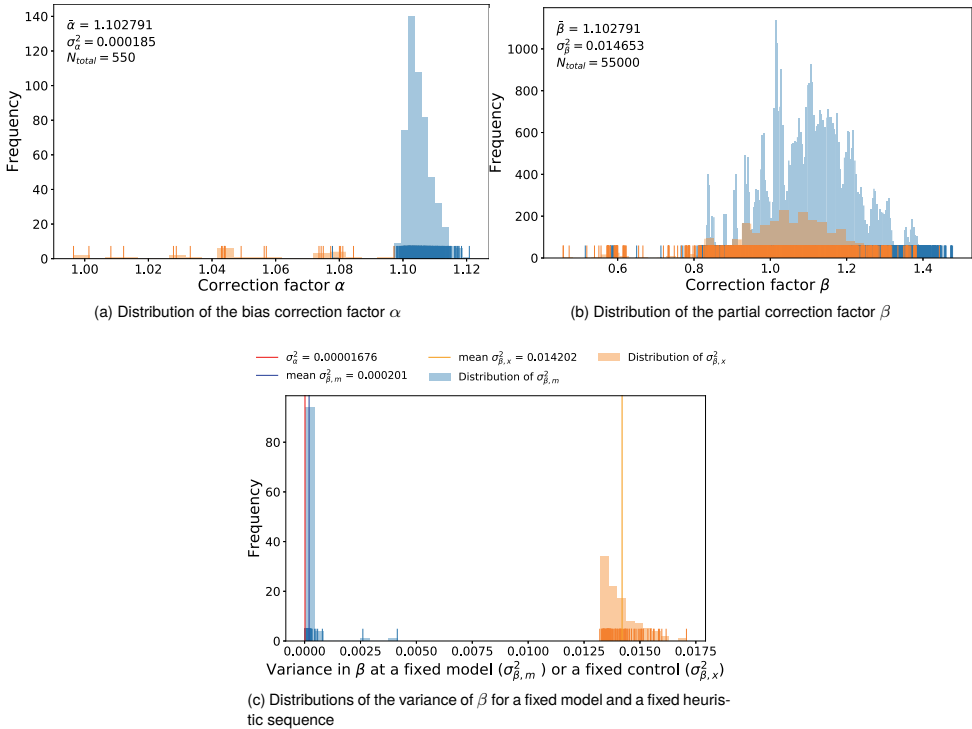 ᾱ = 1.102791
σ²_α = 0.000185
N_total = 550
Frequency
140
120
100
80
60
40
20
0
1.00 1.02 1.04 1.06 1.08 1.10 1.12
Correction factor α
(a) Distribution of the bias correction factor α
β̄ = 1.102791
σ²_β = 0.014653
N_total = 55000
Frequency
1000
800
600
400
200
0
0.6 0.8 1.0 1.2 1.4
Correction factor β
(b) Distribution of the partial correction factor β
σ²_α = 0.00001676
mean σ²_β,m = 0.000201
mean σ²_β,x = 0.014202
Distribution of σ²_β,m
Distribution of σ²_β,x
Frequency
80
60
40
20
0
0.0000 0.0025 0.0050 0.0075 0.0100 0.0125 0.0150 0.0175
Variance in β at a fixed model (σ²_β,m ) or a fixed control (σ²_β,x)
(c) Distributions of the variance of β for a fixed model and a fixed heuris-
tic sequence